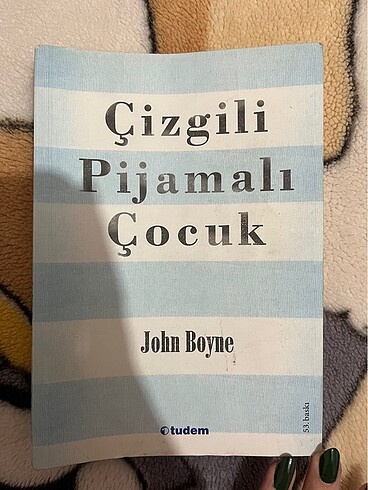 Çizgili
Pijamalı
Çocuk
John Boyne
tudem
53. baskı